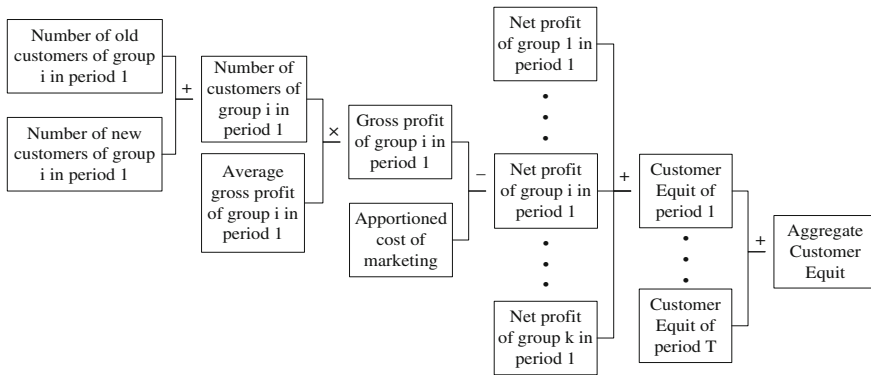 Number of old
customers of group
i in period 1
+
Number of new
customers of group
i in period 1
Number of
customers of
group i in
period 1
×
Average
gross profit
of group i in
period 1
Gross profit
of group i in
period 1
−
Apportioned
cost of
marketing
Net profit
of group 1 in
period 1
Net profit
of group i in
period 1
+
Net profit
of group k in
period 1
Customer
Equit of
period 1
+
Customer
Equit of
period T
Aggregate
Customer
Equit